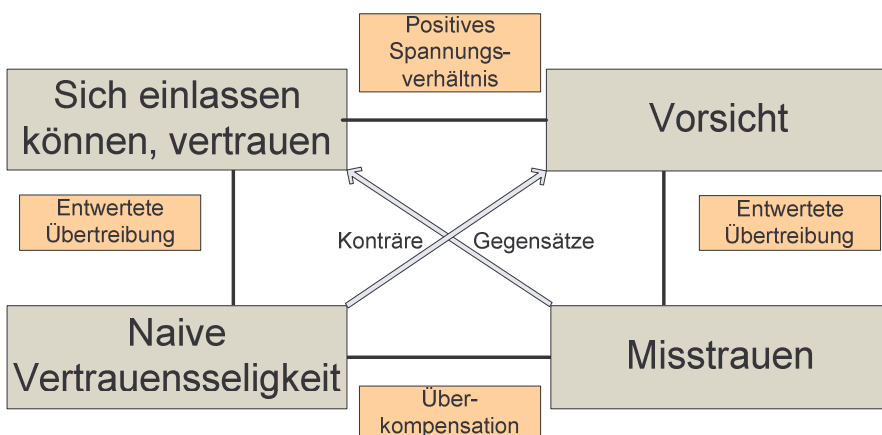 Positives
Spannungs-
verhältnis
Sich einlassen
können, vertrauen
Vorsicht
Entwertete
Übertreibung
Entwertete
Übertreibung
Konträre
Gegensätze
Naive
Vertrauensseligkeit
Misstrauen
Über-
kompensation